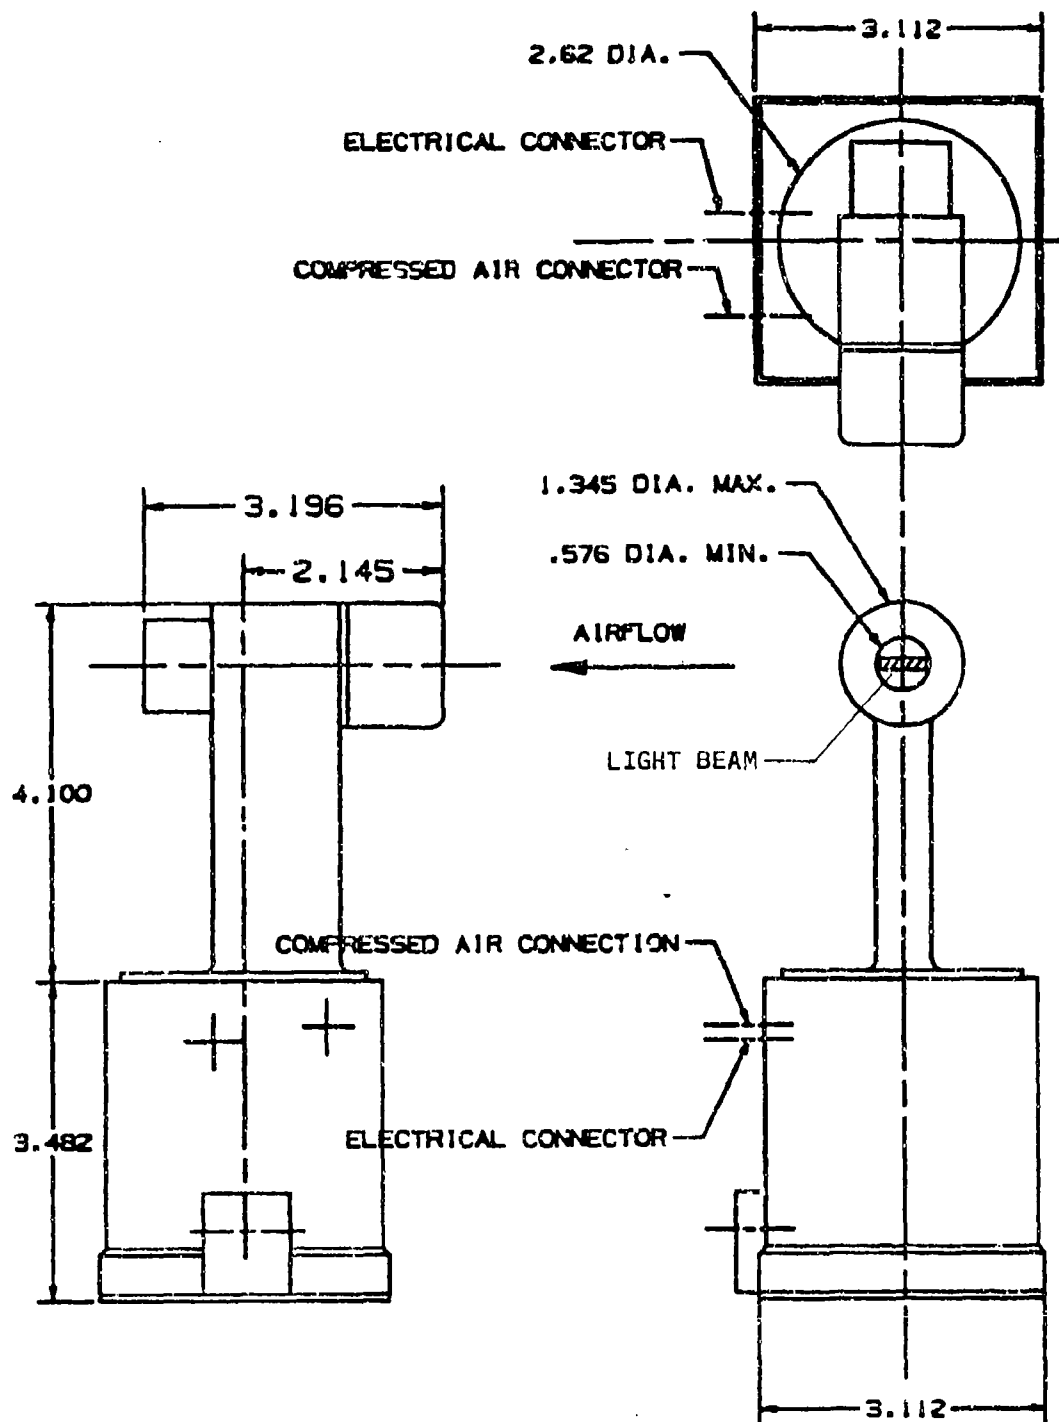 3.112
2.62 DIA.
ELECTRICAL CONNECTOR
COMPRESSED AIR CONNECTOR
1.345 DIA. MAX.
3.196
.576 DIA. MIN.
2.145
AIRFLOW
LIGHT BEAM
4.100
COMPRESSED AIR CONNECTION
3.482
ELECTRICAL CONNECTOR
3.112